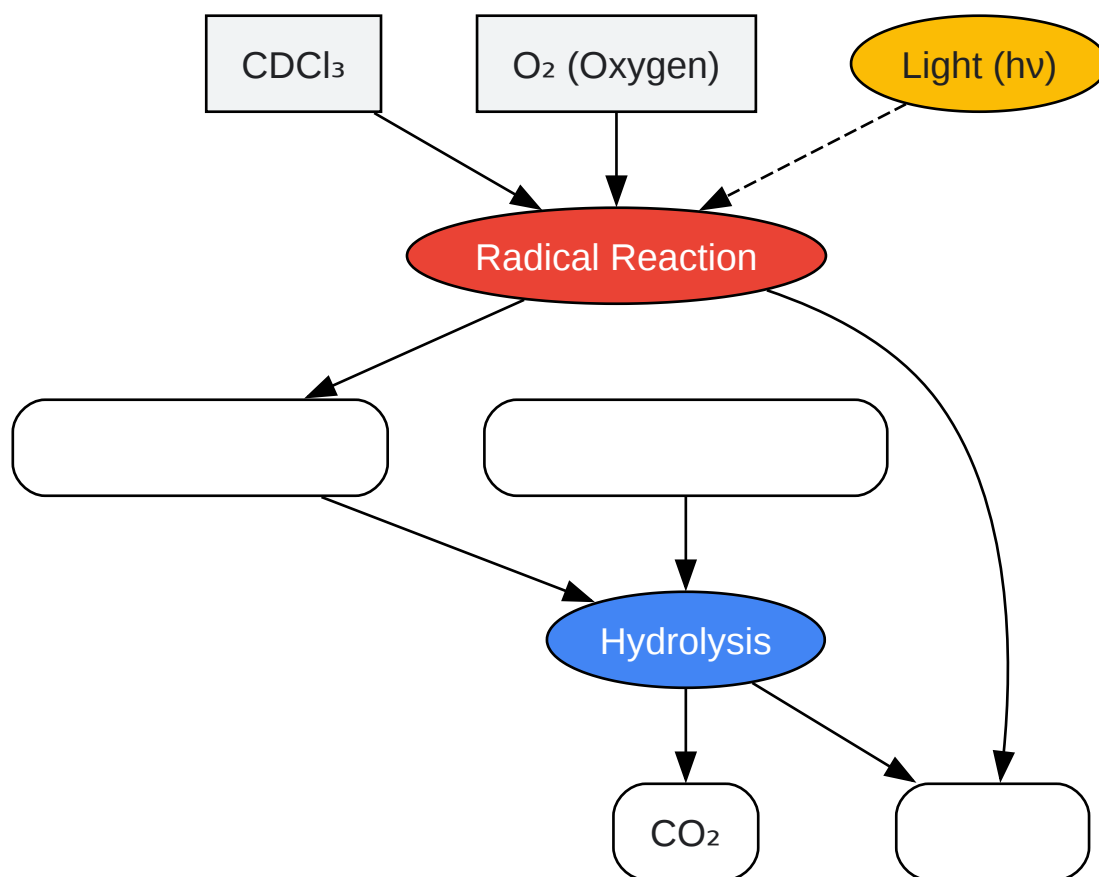 CDCl₃
O₂ (Oxygen)
Light (hν)
Radical Reaction
Hydrolysis
CO₂